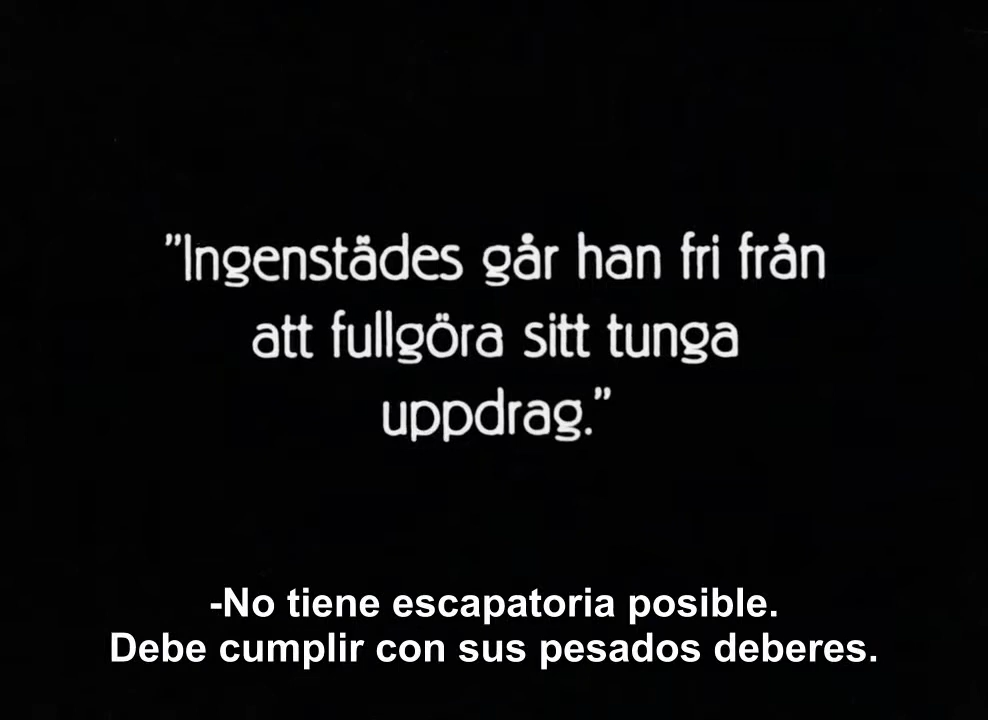 ”Ingenstädes går han fri från
att fullgöra sitt tunga
uppdrag.”
-No tiene escapatoria posible.
Debe cumplir con sus pesados deberes.